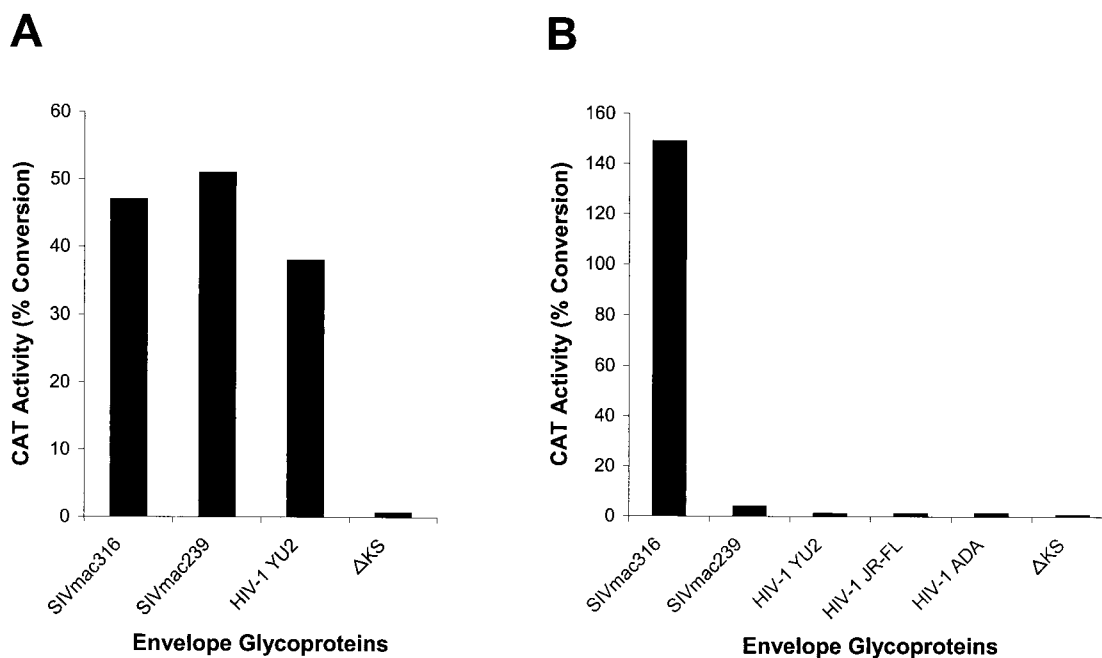 A
CAT Activity (% Conversion)
60
50
40
30
20
10
0
SIVmac316
SIVmac239
HIV-1 YU2
ΔKS
Envelope Glycoproteins
B
CAT Activity (% Conversion)
160
140
120
100
80
60
40
20
0
SIVmac316
SIVmac239
HIV-1 YU2
HIV-1 JR-FL
HIV-1 ADA
ΔKS
Envelope Glycoproteins